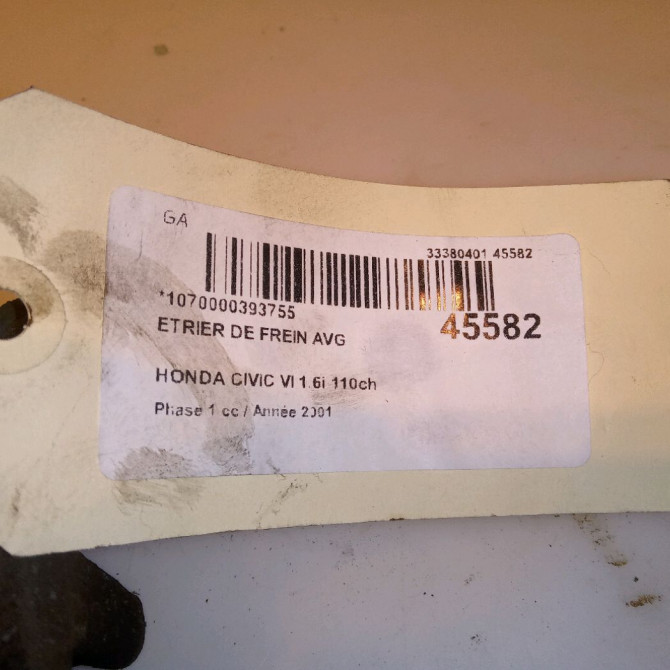 GA
33380401 45582
*1070000393755
45582
ETRIER DE FREIN AVG
HONDA CIVIC VI 1.6i 110ch
Phase 1 cc / Année 2001